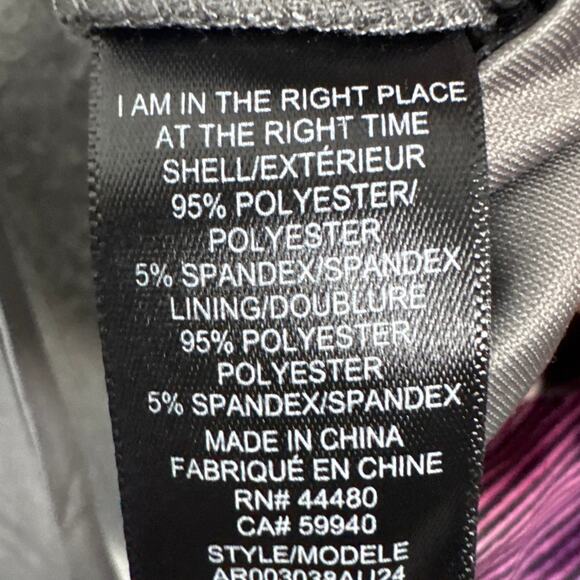 I AM IN THE RIGHT PLACE
AT THE RIGHT TIME
SHELL/EXTÉRIEUR
95% POLYESTER/
POLYESTER
5% SPANDEX/SPANDEX
LINING/DOUBLURE
95% POLYESTER
POLYESTER
5% SPANDEX/SPANDEX
MADE IN CHINA
FABRIQUÉ EN CHINE
RN# 44480
CA# 59940
STYLE/MODELE
AR003038AU24